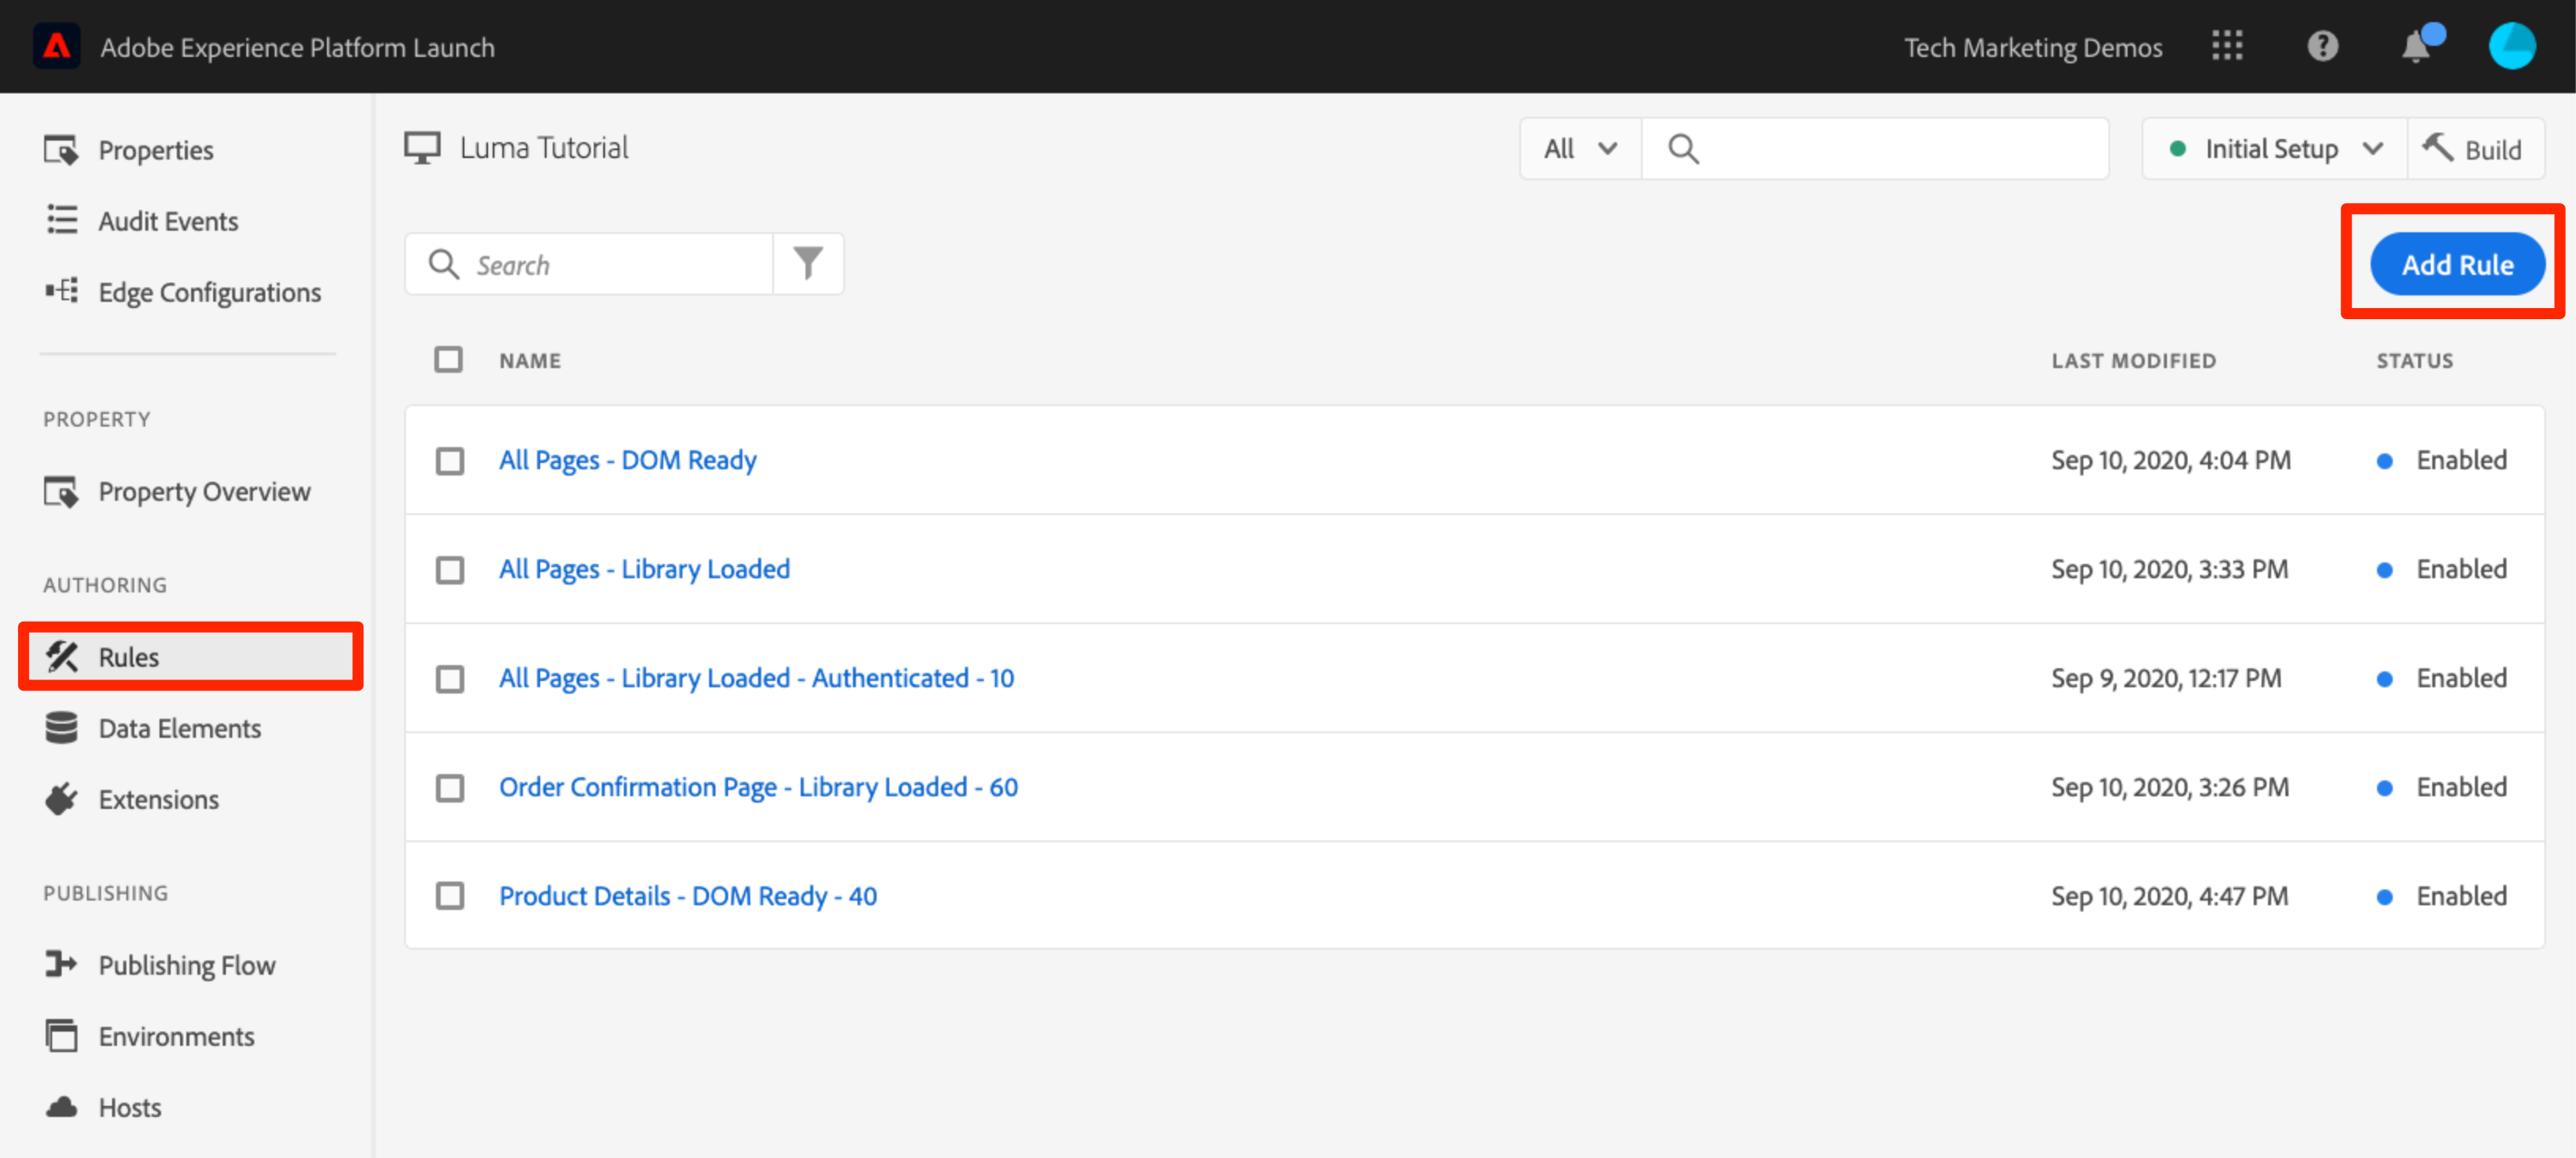 Adobe Experience Platform Launch
Tech Marketing Demos
Properties
Audit Events
Edge Configurations
PROPERTY
Property Overview
AUTHORING
Rules
Data Elements
Extensions
PUBLISHING
Publishing Flow
Environments
Hosts
Luma Tutorial
All
Initial Setup
Build
Search
Add Rule
NAME LAST MODIFIED STATUS
All Pages - DOM Ready Sep 10, 2020, 4:04 PM Enabled
All Pages - Library Loaded Sep 10, 2020, 3:33 PM Enabled
All Pages - Library Loaded - Authenticated - 10 Sep 9, 2020, 12:17 PM Enabled
Order Confirmation Page - Library Loaded - 60 Sep 10, 2020, 3:26 PM Enabled
Product Details - DOM Ready - 40 Sep 10, 2020, 4:47 PM Enabled